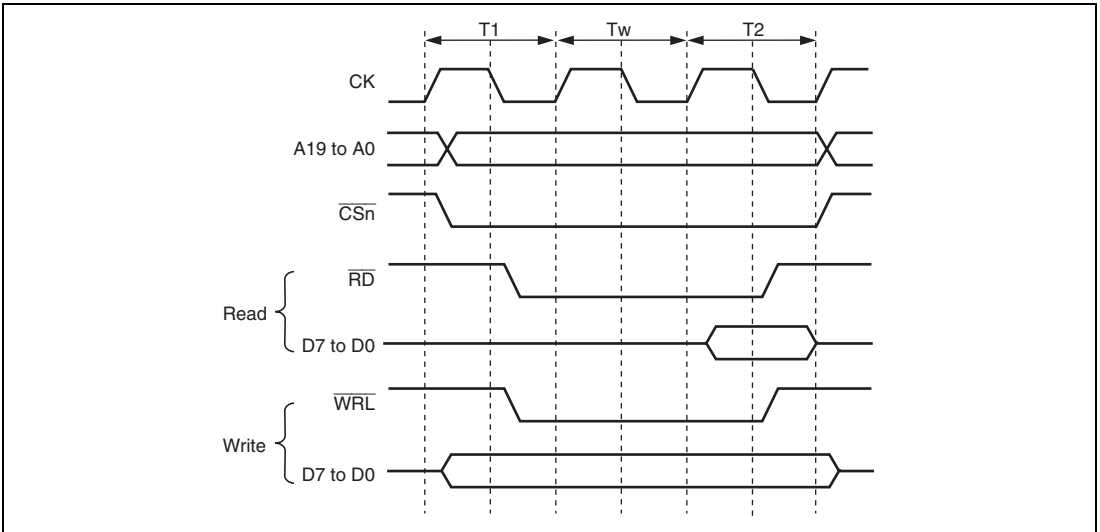 T1 Tw T2
CK
A19 to A0
CSn
RD
Read
D7 to D0
WRL
Write
D7 to D0